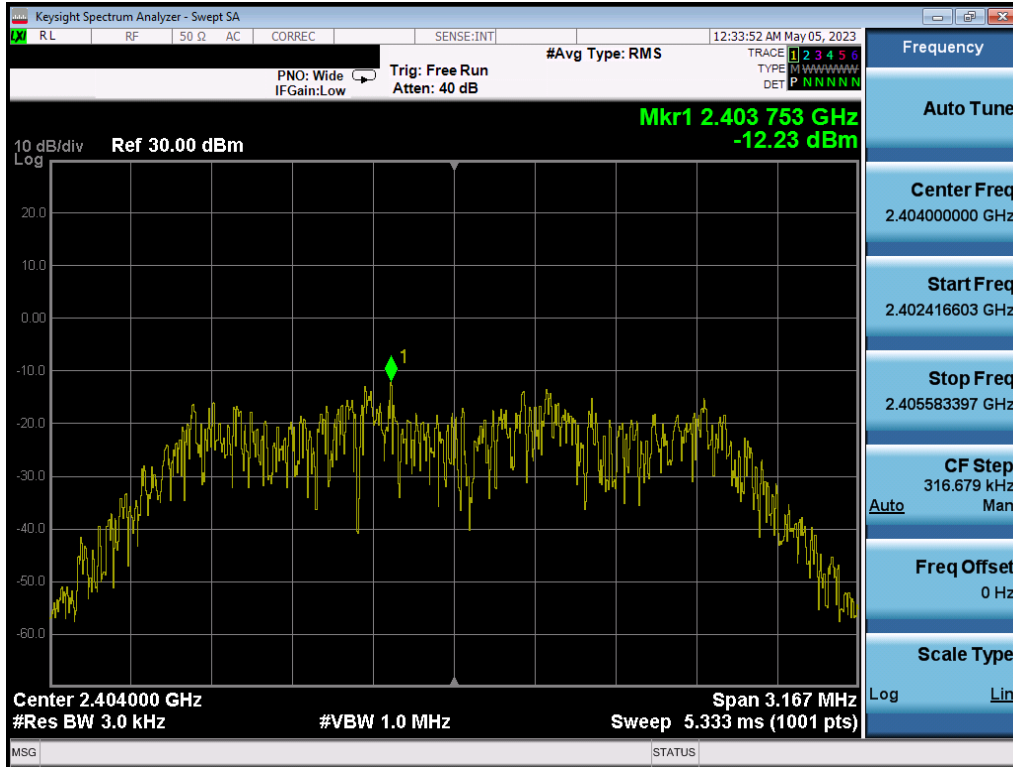 Keysight Spectrum Analyzer - Swept SA
LXI RL RF 50 Ω AC CORREC SENSE:INT 12:33:52 AM May 05, 2023
#Avg Type: RMS
TRACE 1 2 3 4 5 6
PNO: Wide Trig: Free Run
TYPE M WWWWW
IFGain:Low Atten: 40 dB
DET P N N N N N
Mkr1 2.403 753 GHz
-12.23 dBm
10 dB/div Ref 30.00 dBm
Log
20.0
10.0
0.00
-10.0
1
-20.0
-30.0
-40.0
-50.0
-60.0
Center 2.404000 GHz Span 3.167 MHz
#Res BW 3.0 kHz #VBW 1.0 MHz Sweep 5.333 ms (1001 pts)
MSG STATUS
Frequency
Auto Tune
Center Freq
2.404000000 GHz
Start Freq
2.402416603 GHz
Stop Freq
2.405583397 GHz
CF Step
316.679 kHz
Auto Man
Freq Offset
0 Hz
Scale Type
Log Lin